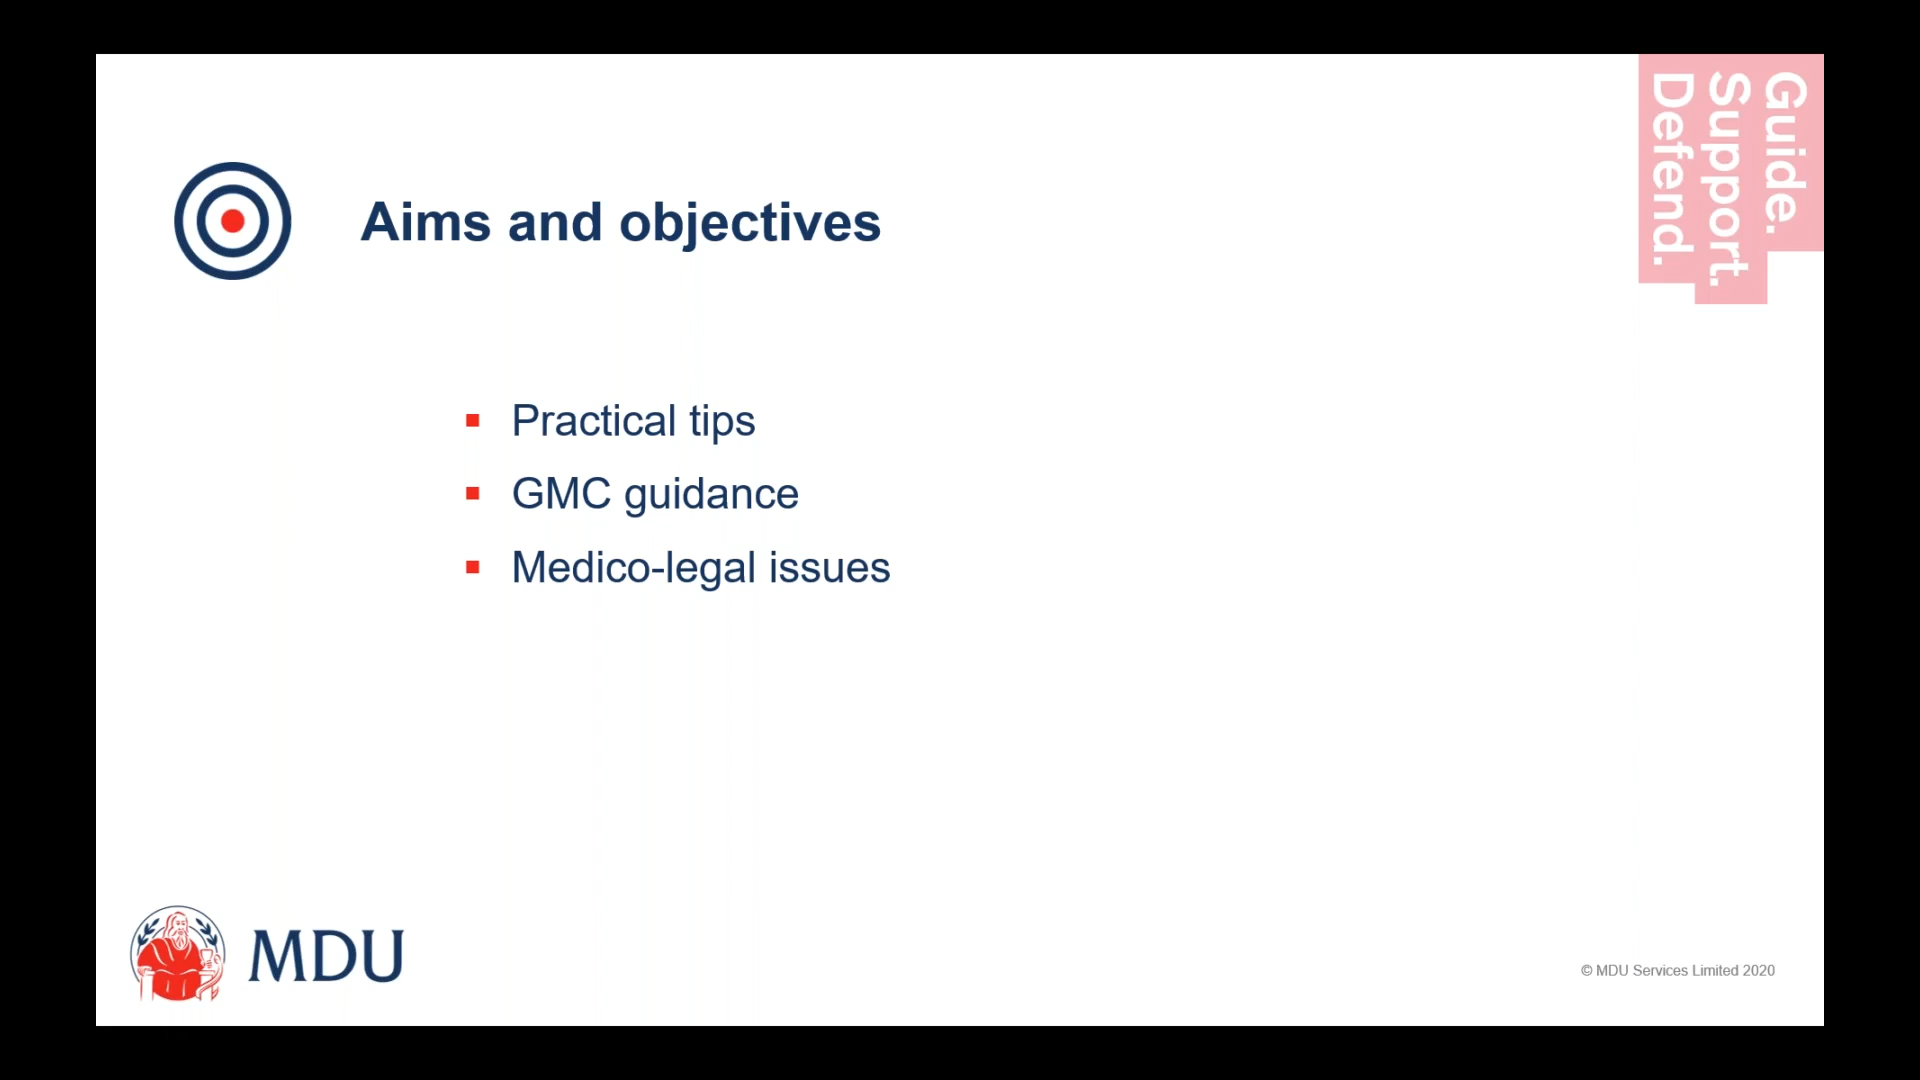 Aims and objectives
Guide.
Support.
Defend.
Practical tips
GMC guidance
Medico-legal issues
MDU
© MDU Services Limited 2020